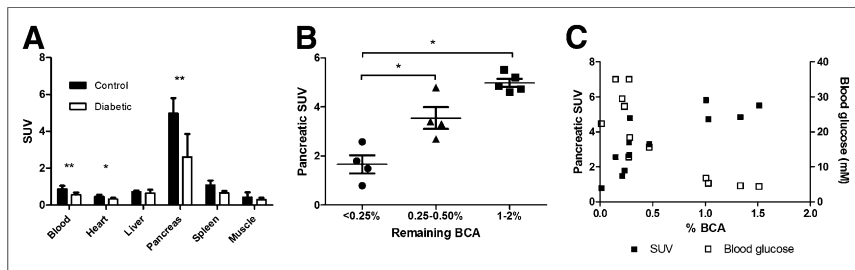 A
B
C
8
6
4
2
0
SUV
Control
Diabetic
**
*
**
Blood
Heart
Liver
Pancreas
Spleen
Muscle
6
4
2
0
Pancreatic SUV
*
*
<0.25%
0.25-0.50%
1-2%
Remaining BCA
8
6
4
2
0
Pancreatic SUV
40
30
20
10
0
Blood glucose (mM)
0.0
0.5
1.0
1.5
2.0
% BCA
SUV
Blood glucose